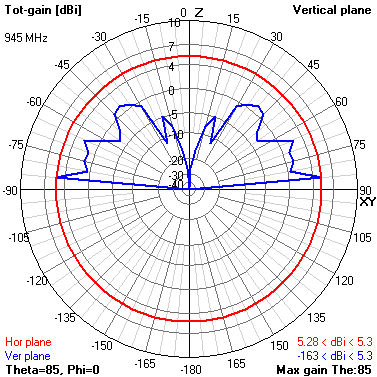 Tot-gain [dBi]
Vertical plane
945 MHz
0 Z
-15 15
-30 30
-45 45
-60 60
-75 75
-90 90
XY
-105 105
-120 120
-135 135
-150 150
-165 165
-180
10
7
4
0
-5
-10
-20
-30
-40
Hor plane
5.28 < dBi < 5.3
Ver plane
-163 < dBi < 5.3
Theta=85, Phi=0
Max gain The:85